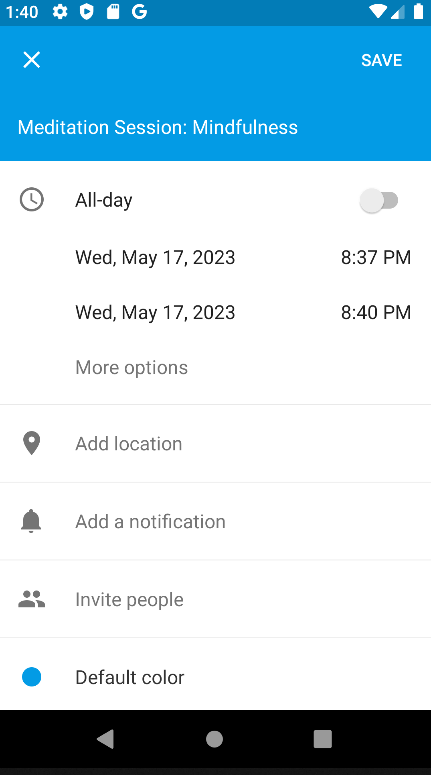 1:40
SAVE
Meditation Session: Mindfulness
All-day
Wed, May 17, 2023 8:37 PM
Wed, May 17, 2023 8:40 PM
More options
Add location
Add a notification
Invite people
Default color